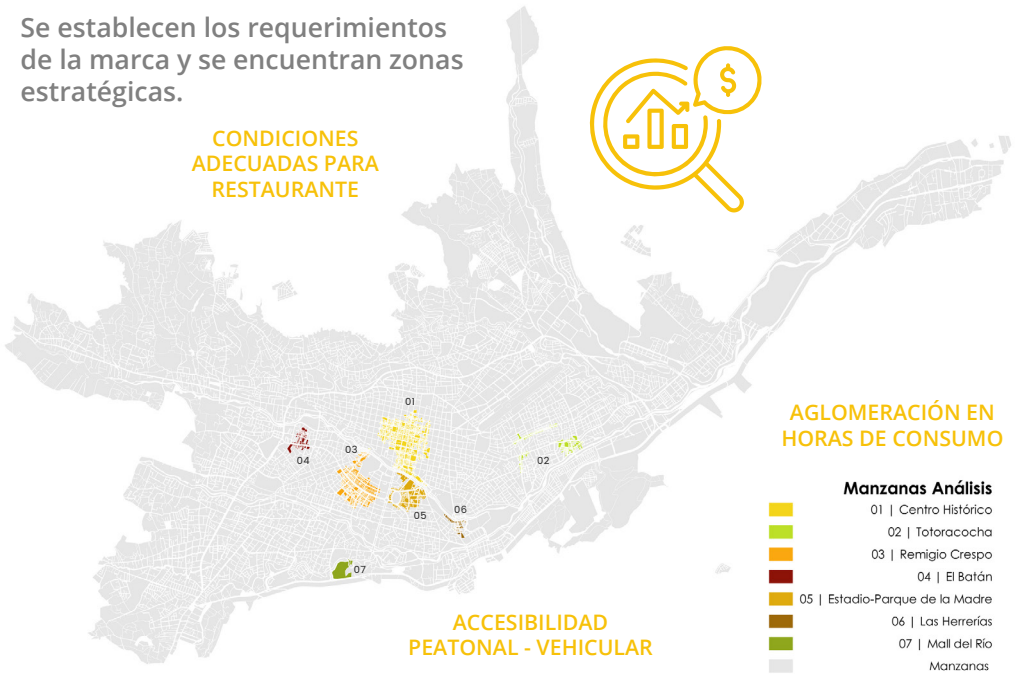 Se establecen los requerimientos
de la marca y se encuentran zonas
estratégicas.
$
CONDICIONES
ADECUADAS PARA
RESTAURANTE
01
03
04
02
06
05
07
AGLOMERACIÓN EN
HORAS DE CONSUMO
Manzanas Análisis
01 | Centro Histórico
02 | Totoracocha
03 | Remigio Crespo
04 | El Batán
05 | Estadio-Parque de la Madre
06 | Las Herrerías
07 | Mall del Río
Manzanas
ACCESIBILIDAD
PEATONAL - VEHICULAR